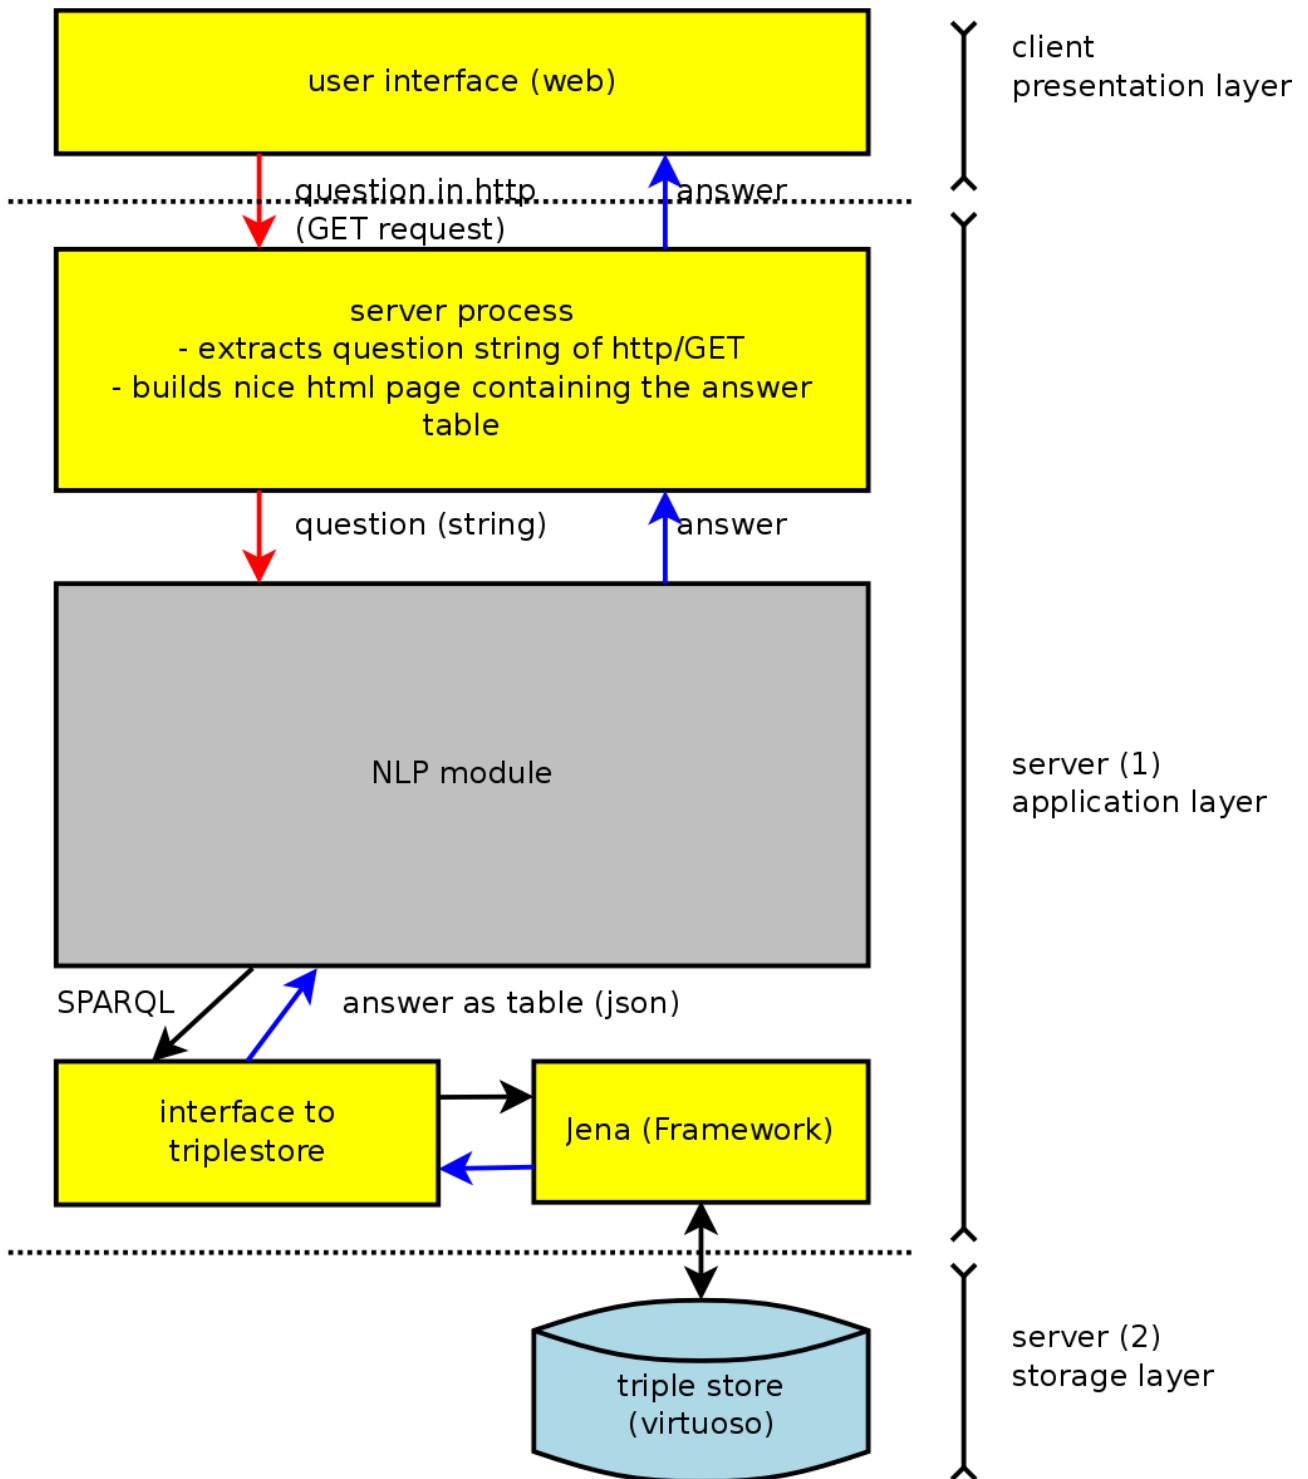 user interface (web)
client
presentation layer
question in http
(GET request)
answer
server process
- extracts question string of http/GET
- builds nice html page containing the answer
table
question (string)
answer
NLP module
server (1)
application layer
SPARQL
answer as table (json)
interface to
triplestore
Jena (Framework)
triple store
(virtuoso)
server (2)
storage layer